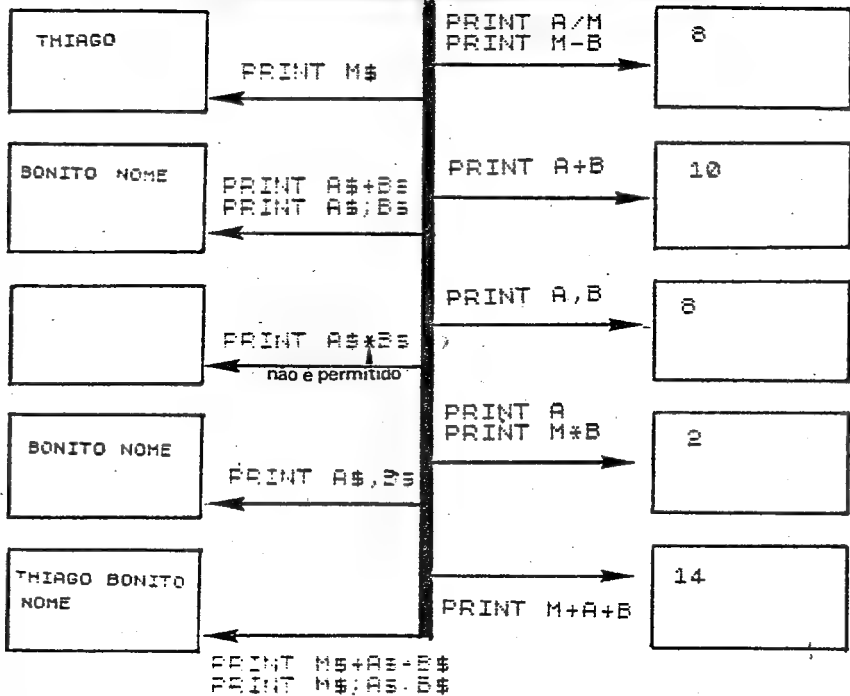 THIAGO
PRINT M$
BONITO NOME
PRINT A$+B$
PRINT A$;B$
PRINT A$*B$
não é permitido
BONITO NOME
PRINT A$,B$
THIAGO BONITO
NOME
PRINT M$+A$+B$
PRINT M$;A$;B$
PRINT A/M
PRINT M-B
8
PRINT A+B
10
PRINT A,B
8
PRINT A
PRINT M*B
2
PRINT M+A+B
14